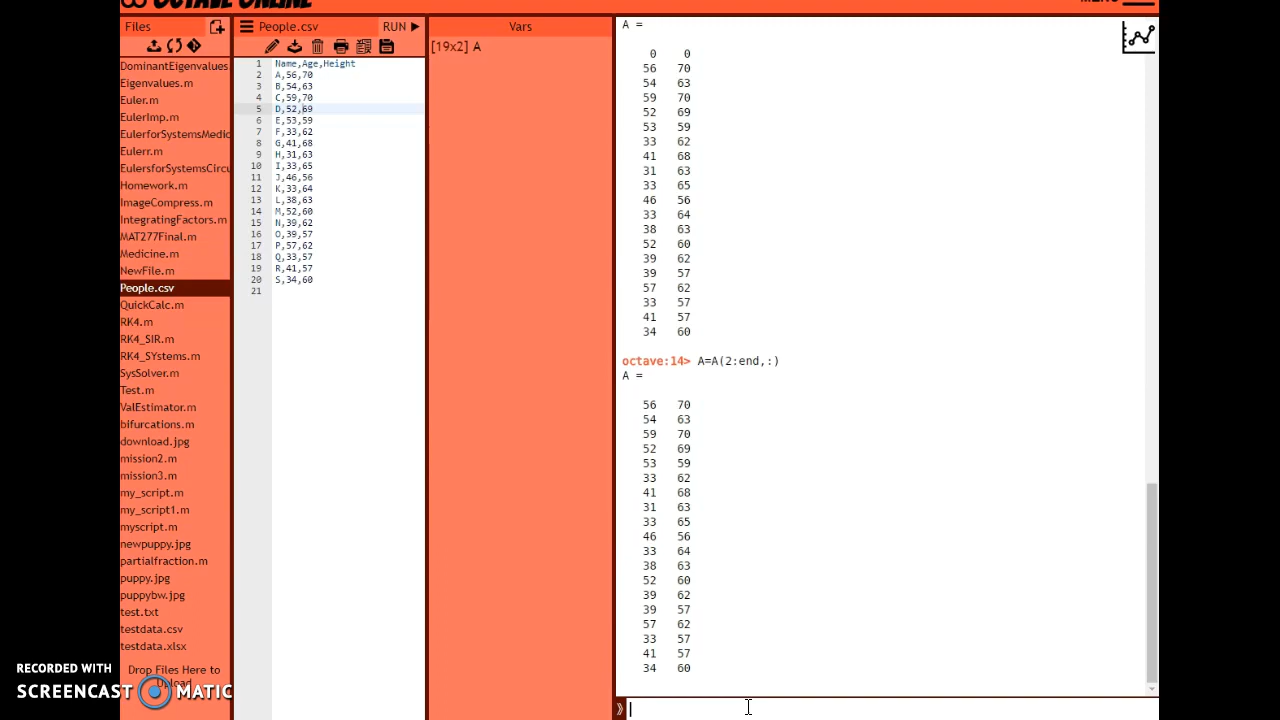 OCTAVE ONLINE
MENU
Files
People.csv
RUN
Vars
DominantEigenvalues
Eigenvalues.m
Euler.m
EulerImp.m
EulerforSystemsMedic
Eulerr.m
EulersforSystemsCircu
Homework.m
ImageCompress.m
IntegratingFactors.m
MAT277Final.m
Medicine.m
NewFile.m
People.csv
QuickCalc.m
RK4.m
RK4_SIR.m
RK4_SYstems.m
SysSolver.m
Test.m
ValEstimator.m
bifurcations.m
download.jpg
mission2.m
mission3.m
my_script.m
my_script1.m
myscript.m
newpuppy.jpg
partialfraction.m
puppy.jpg
puppybw.jpg
test.txt
testdata.csv
testdata.xlsx
Drop Files Here to
Upload
1 Name,Age,Height
2 A,56,70
3 B,54,63
4 C,59,70
5 D,52,69
6 E,53,59
7 F,33,62
8 G,41,68
9 H,31,63
10 I,33,65
11 J,46,56
12 K,33,64
13 L,38,63
14 M,52,60
15 N,39,62
16 O,39,57
17 P,57,62
18 Q,33,57
19 R,41,57
20 S,34,60
21
[19x2] A
A =
0 0
56 70
54 63
59 70
52 69
53 59
33 62
41 68
31 63
33 65
46 56
33 64
38 63
52 60
39 62
39 57
57 62
33 57
41 57
34 60
octave:14> A=A(2:end,:)
A =
56 70
54 63
59 70
52 69
53 59
33 62
41 68
31 63
33 65
46 56
33 64
38 63
52 60
39 62
39 57
57 62
33 57
41 57
34 60
RECORDED WITH
SCREENCAST MATIC